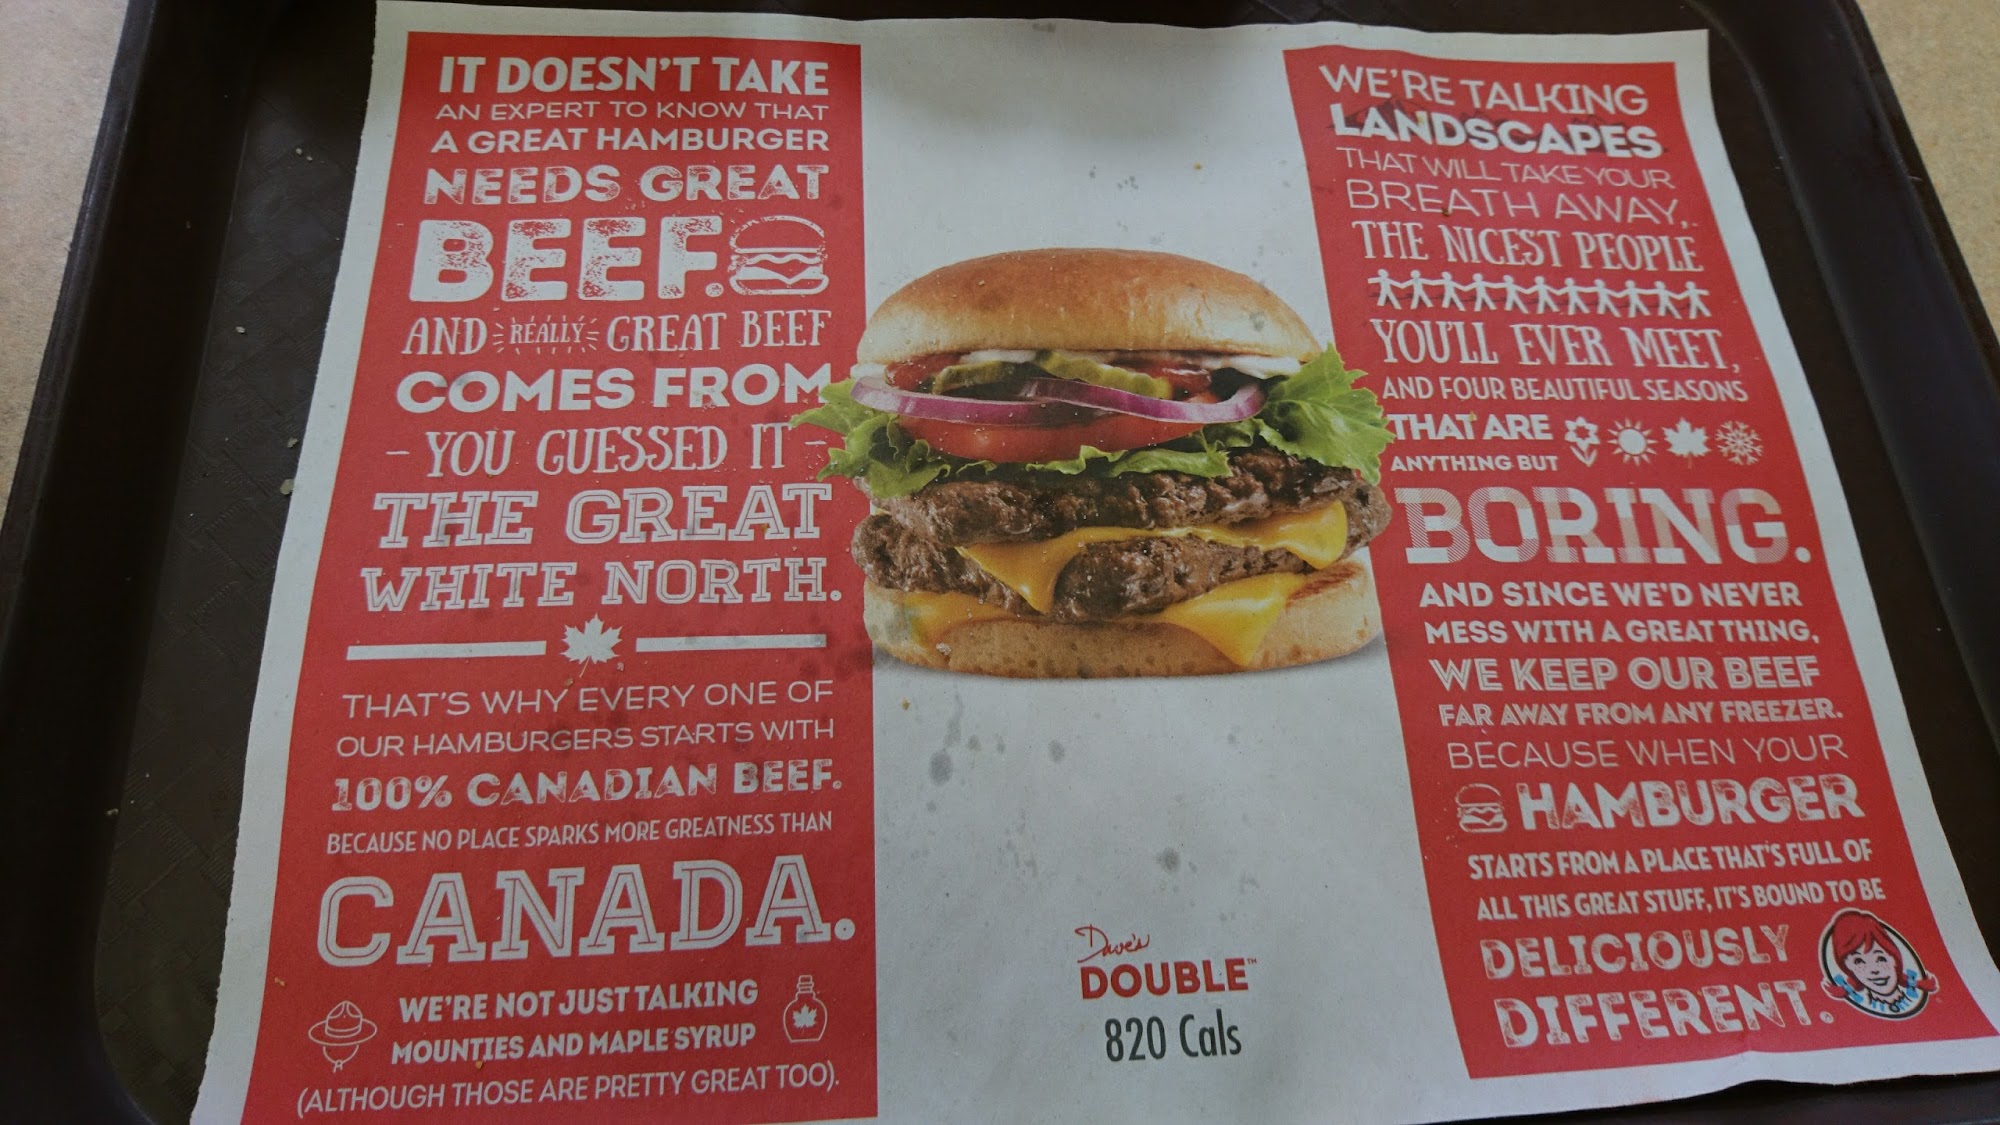 IT DOESN'T TAKE
AN EXPERT TO KNOW THAT
A GREAT HAMBURGER
NEEDS GREAT
BEEF.
AND REALLY GREAT BEEF
COMES FROM
- YOU GUESSED IT -
THE GREAT
WHITE NORTH.
THAT'S WHY EVERY ONE OF
OUR HAMBURGERS STARTS WITH
100% CANADIAN BEEF.
BECAUSE NO PLACE SPARKS MORE GREATNESS THAN
CANADA.
WE'RE NOT JUST TALKING
MOUNTIES AND MAPLE SYRUP
(ALTHOUGH THOSE ARE PRETTY GREAT TOO).
Dave's
DOUBLE™
820 Cals
WE'RE TALKING
LANDSCAPES
THAT WILL TAKE YOUR
BREATH AWAY,
THE NICEST PEOPLE
YOU'LL EVER MEET,
AND FOUR BEAUTIFUL SEASONS
THAT ARE
ANYTHING BUT
BORING.
AND SINCE WE'D NEVER
MESS WITH A GREAT THING,
WE KEEP OUR BEEF
FAR AWAY FROM ANY FREEZER.
BECAUSE WHEN YOUR
HAMBURGER
STARTS FROM A PLACE THAT'S FULL OF
ALL THIS GREAT STUFF, IT'S BOUND TO BE
DELICIOUSLY
DIFFERENT.